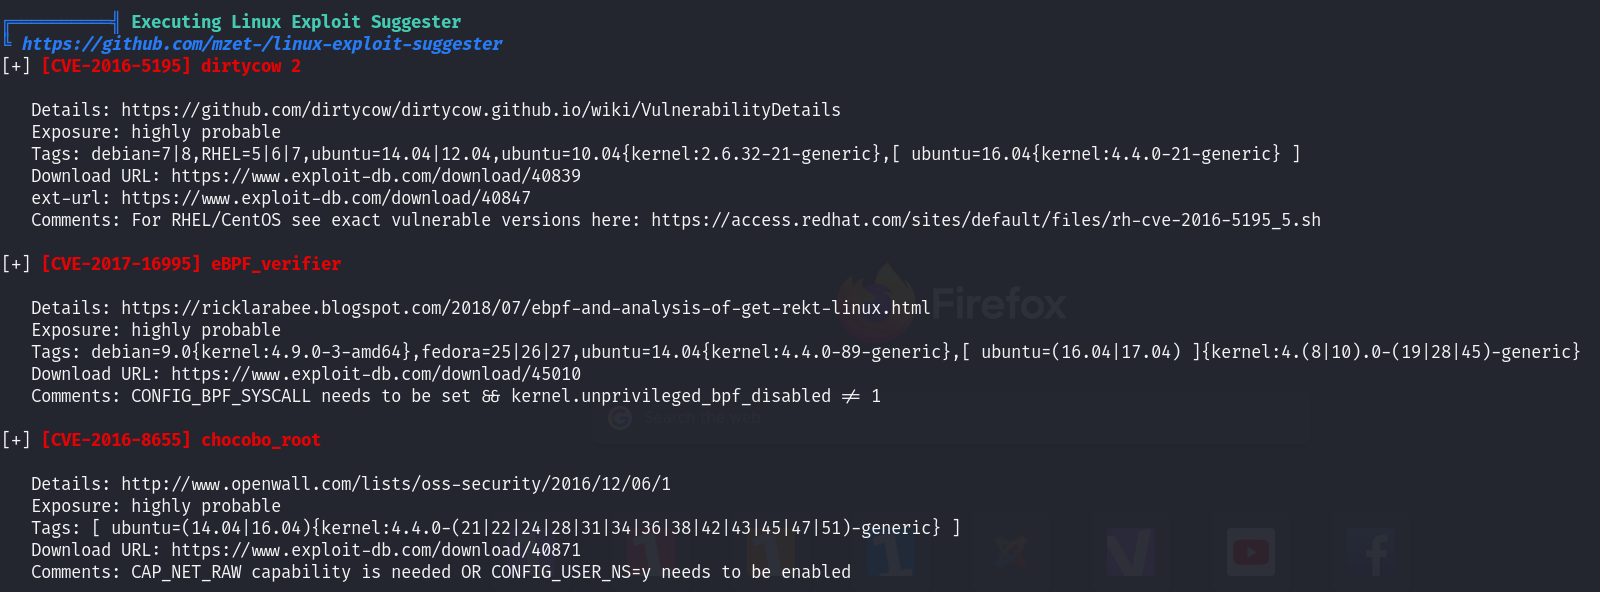 Executing Linux Exploit Suggester
https://github.com/mzet-/linux-exploit-suggester
[+] [CVE-2016-5195] dirtycow 2
Details: https://github.com/dirtycow/dirtycow.github.io/wiki/VulnerabilityDetails
Exposure: highly probable
Tags: debian=7|8,RHEL=5|6|7,ubuntu=14.04|12.04,ubuntu=10.04{kernel:2.6.32-21-generic},[ ubuntu=16.04{kernel:4.4.0-21-generic} ]
Download URL: https://www.exploit-db.com/download/40839
ext-url: https://www.exploit-db.com/download/40847
Comments: For RHEL/CentOS see exact vulnerable versions here: https://access.redhat.com/sites/default/files/rh-cve-2016-5195_5.sh
[+] [CVE-2017-16995] eBPF_verifier
Details: https://ricklarabee.blogspot.com/2018/07/ebpf-and-analysis-of-get-rekt-linux.html
Firefox
Exposure: highly probable
Tags: debian=9.0{kernel:4.9.0-3-amd64},fedora=25|26|27,ubuntu=14.04{kernel:4.4.0-89-generic},[ ubuntu=(16.04|17.04) ]{kernel:4.(8|10).0-(19|28|45)-generic}
Download URL: https://www.exploit-db.com/download/45010
Comments: CONFIG_BPF_SYSCALL needs to be set && kernel.unprivileged_bpf_disabled != 1
Search the web
[+] [CVE-2016-8655] chocobo_root
Details: http://www.openwall.com/lists/oss-security/2016/12/06/1
Exposure: highly probable
Tags: [ ubuntu=(14.04|16.04){kernel:4.4.0-(21|22|24|28|31|34|36|38|42|43|45|47|51)-generic} ]
Download URL: https://www.exploit-db.com/download/40871
Comments: CAP_NET_RAW capability is needed OR CONFIG_USER_NS=y needs to be enabled